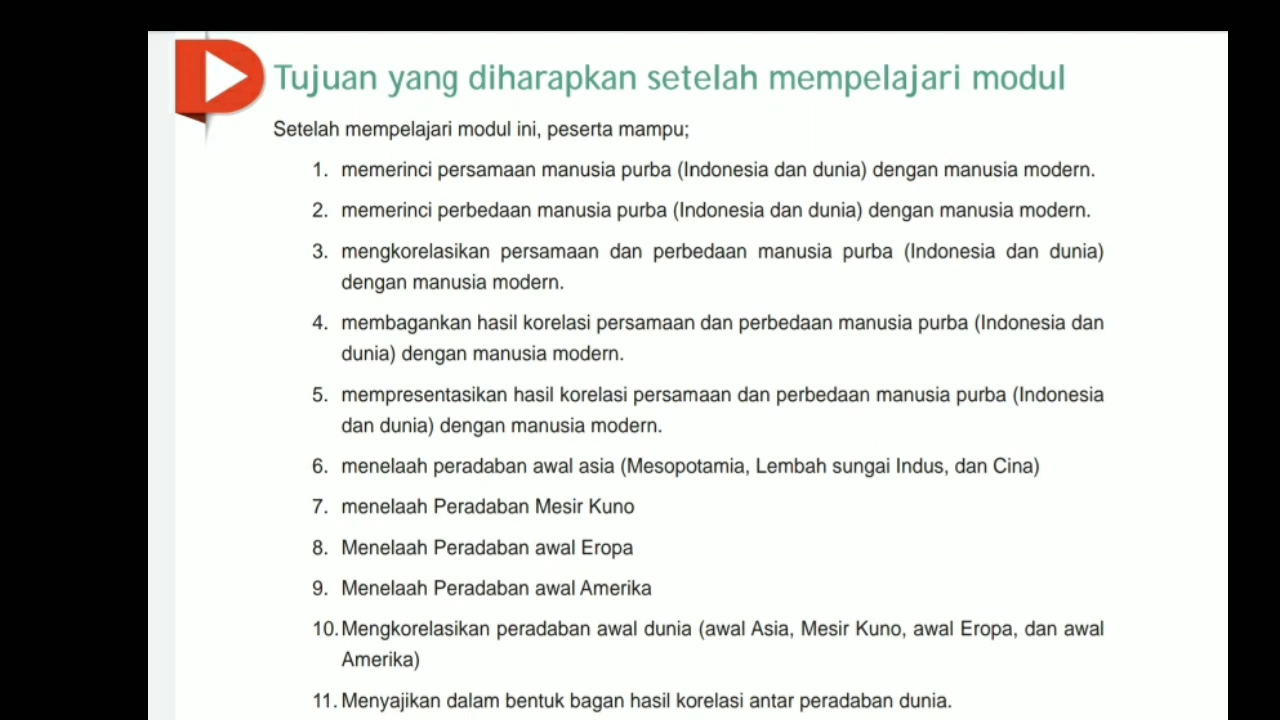 Tujuan yang diharapkan setelah mempelajari modul
Setelah mempelajari modul ini, peserta mampu;
1. memerinci persamaan manusia purba (Indonesia dan dunia) dengan manusia modern.
2. memerinci perbedaan manusia purba (Indonesia dan dunia) dengan manusia modern.
3. mengkorelasikan persamaan dan perbedaan manusia purba (Indonesia dan dunia)
dengan manusia modern.
4. membagankan hasil korelasi persamaan dan perbedaan manusia purba (Indonesia dan
dunia) dengan manusia modern.
5. mempresentasikan hasil korelasi persamaan dan perbedaan manusia purba (Indonesia
dan dunia) dengan manusia modern.
6. menelaah peradaban awal asia (Mesopotamia, Lembah sungai Indus, dan Cina)
7. menelaah Peradaban Mesir Kuno
8. Menelaah Peradaban awal Eropa
9. Menelaah Peradaban awal Amerika
10. Mengkorelasikan peradaban awal dunia (awal Asia, Mesir Kuno, awal Eropa, dan awal
Amerika)
11. Menyajikan dalam bentuk bagan hasil korelasi antar peradaban dunia.